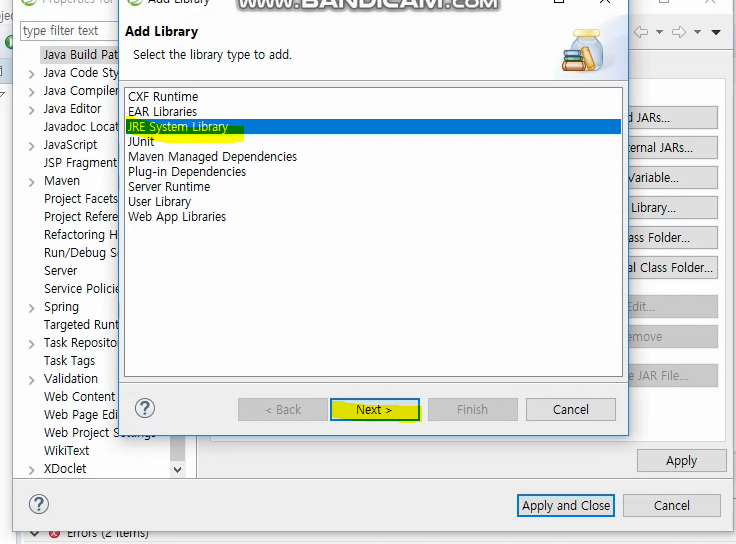 Properties for
Add Library
WWW.BANDICAM.COM
type filter text
Java Build Pat
Java Code Sty
Java Compiler
Java Editor
Javadoc Locat
JavaScript
JSP Fragment
Maven
Project Facets
Project Refere
Refactoring H
Run/Debug S
Server
Service Policie
Spring
Targeted Runt
Task Reposito
Task Tags
Validation
Web Content
Web Page Edi
Web Project Settings
WikiText
XDoclet
Add Library
Select the library type to add.
CXF Runtime
EAR Libraries
JRE System Library
JUnit
Maven Managed Dependencies
Plug-in Dependencies
Server Runtime
User Library
Web App Libraries
< Back
Next >
Finish
Cancel
d JARs...
ternal JARs...
Variable...
Library...
ass Folder...
al Class Folder...
Edit...
emove
e JAR File...
Apply
Apply and Close
Cancel
Errors (2 items)